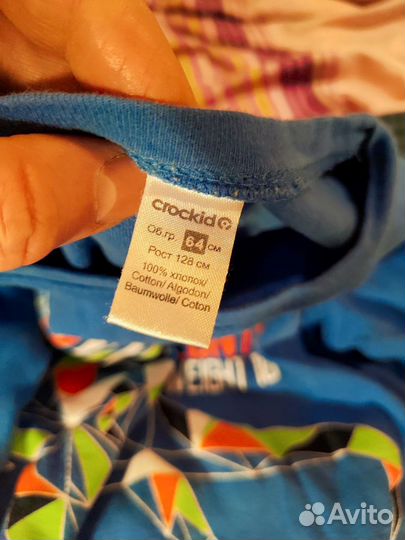 crockid
Об.гр. 64 см
Рост 128 см
100% хлопок/
Cotton/ Algodon/
Baumwolle/ Coton
Avito